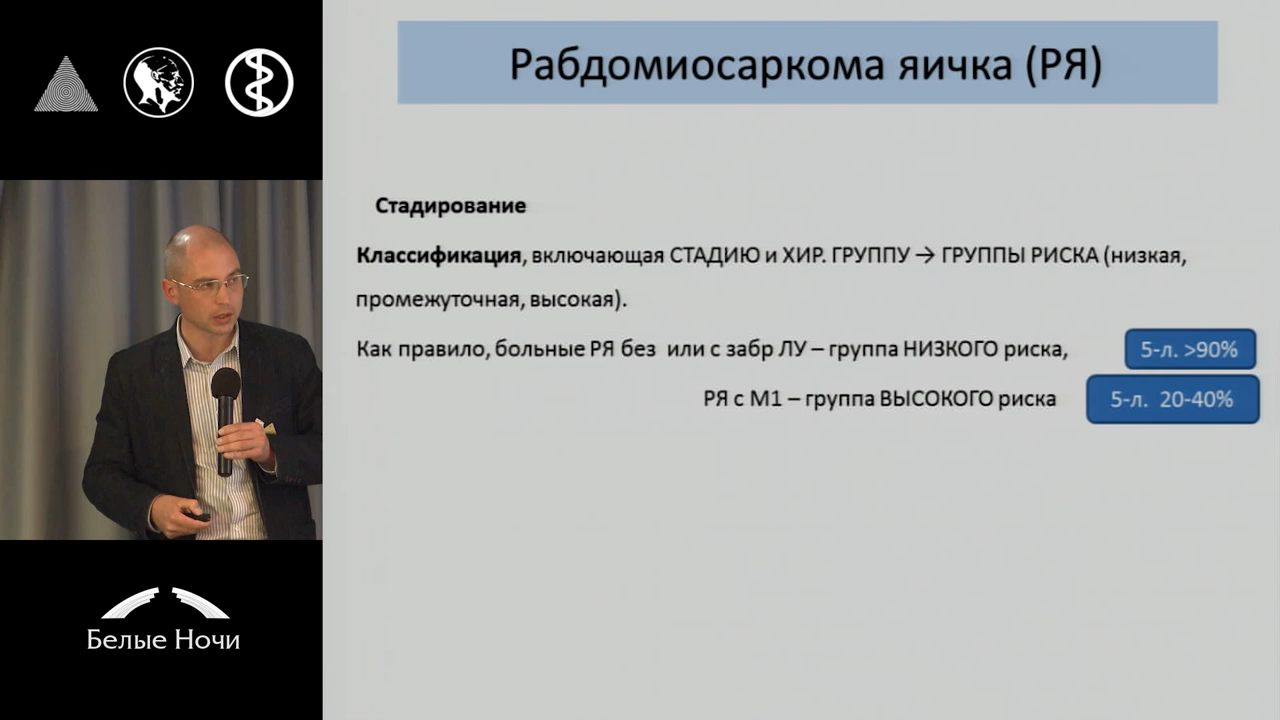 Рабдомиосаркома яичка (РЯ)
Стадирование
Классификация, включающая СТАДИЮ и ХИР. ГРУППУ → ГРУППЫ РИСКА (низкая,
промежуточная, высокая).
Как правило, больные РЯ без или с забр ЛУ – группа НИЗКОГО риска, 5-л. >90%
РЯ с М1 – группа ВЫСОКОГО риска 5-л. 20-40%
Белые Ночи